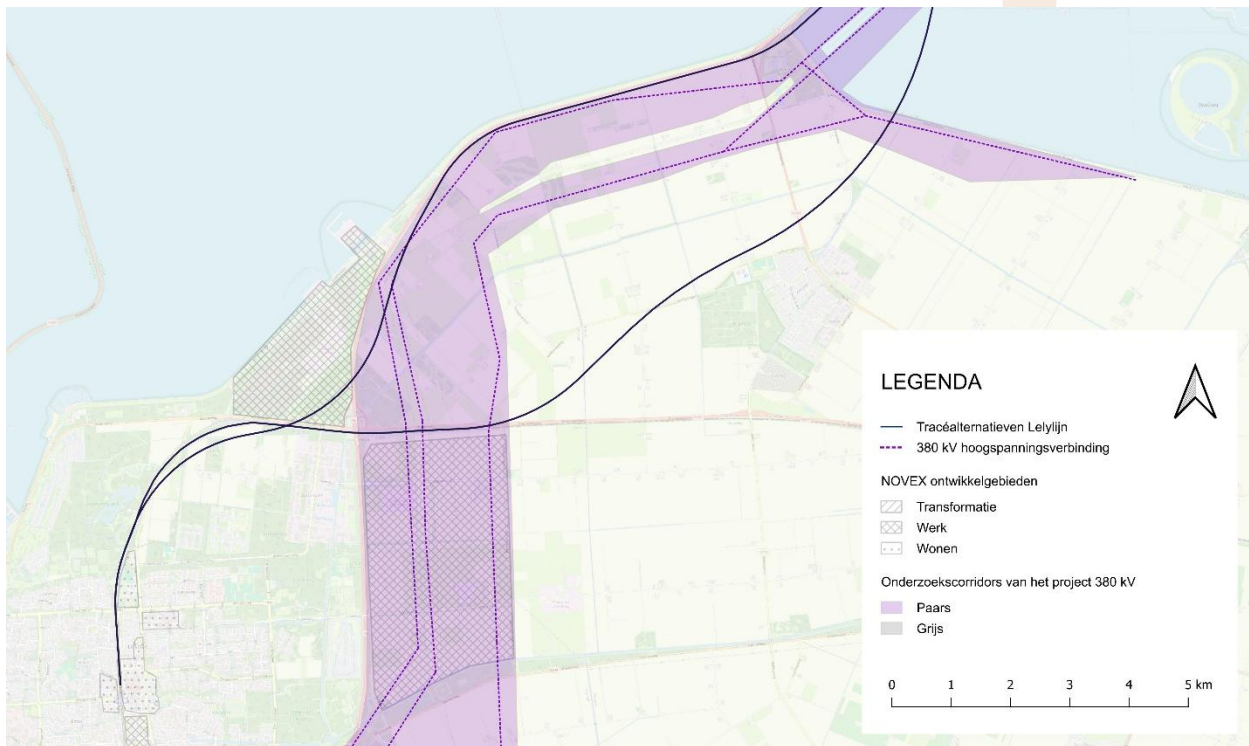 LEGENDA
Tracéalternatieven Lelylijn
380 kV hoogspanningsverbinding
NOVEX ontwikkelgebieden
Transformatie
Werk
Wonen
Onderzoekscorridors van het project 380 kV
Paars
Grijs
0 1 2 3 4 5 km